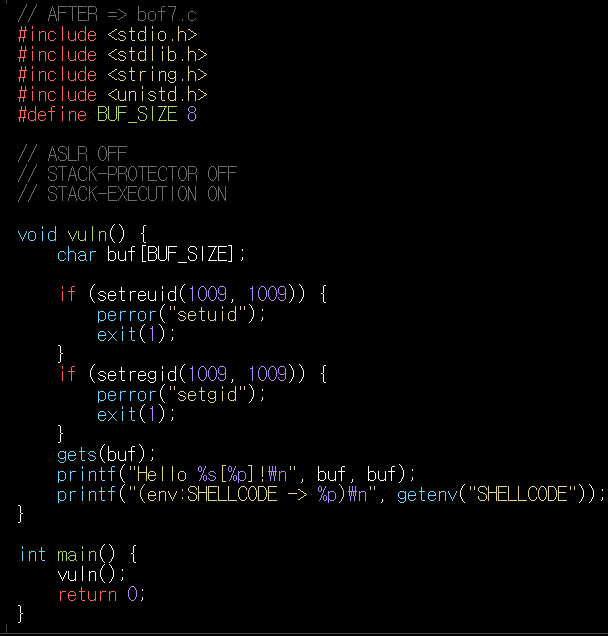 // AFTER => bof7.c
#include <stdio.h>
#include <stdlib.h>
#include <string.h>
#include <unistd.h>
#define BUF_SIZE 8
// ASLR OFF
// STACK-PROTECTOR OFF
// STACK-EXECUTION ON
void vuln() {
    char buf[BUF_SIZE];
    if (setreuid(1009, 1009)) {
        perror("setuid");
        exit(1);
    }
    if (setregid(1009, 1009)) {
        perror("setgid");
        exit(1);
    }
    gets(buf);
    printf("Hello %s[%p]!₩n", buf, buf);
    printf("(env:SHELLCODE -> %p)₩n", getenv("SHELLCODE"));
}
int main() {
    vuln();
    return 0;
}